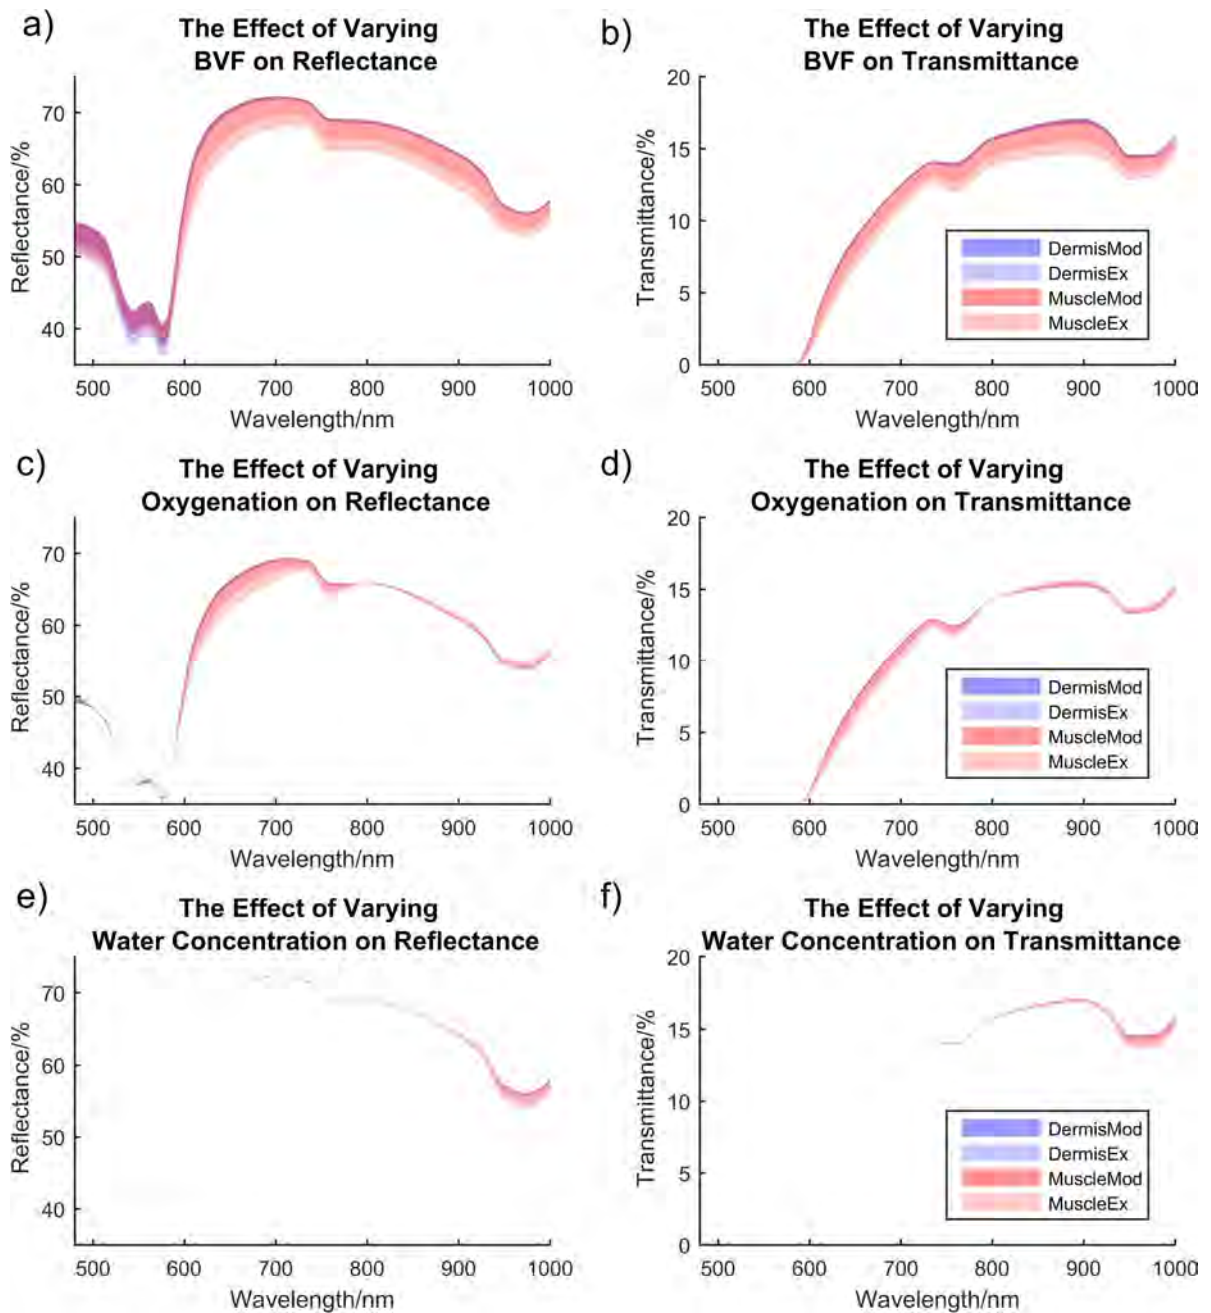 a)
The Effect of Varying
BVF on Reflectance
Reflectance/%
70
60
50
40
500 600 700 800 900 1000
Wavelength/nm
b)
The Effect of Varying
BVF on Transmittance
Transmittance/%
20
15
10
5
0
500 600 700 800 900 1000
Wavelength/nm
DermisMod
DermisEx
MuscleMod
MuscleEx
c)
The Effect of Varying
Oxygenation on Reflectance
Reflectance/%
70
60
50
40
500 600 700 800 900 1000
Wavelength/nm
d)
The Effect of Varying
Oxygenation on Transmittance
Transmittance/%
20
15
10
5
0
500 600 700 800 900 1000
Wavelength/nm
DermisMod
DermisEx
MuscleMod
MuscleEx
e)
The Effect of Varying
Water Concentration on Reflectance
Reflectance/%
70
60
50
40
500 600 700 800 900 1000
Wavelength/nm
f)
The Effect of Varying
Water Concentration on Transmittance
Transmittance/%
20
15
10
5
0
500 600 700 800 900 1000
Wavelength/nm
DermisMod
DermisEx
MuscleMod
MuscleEx